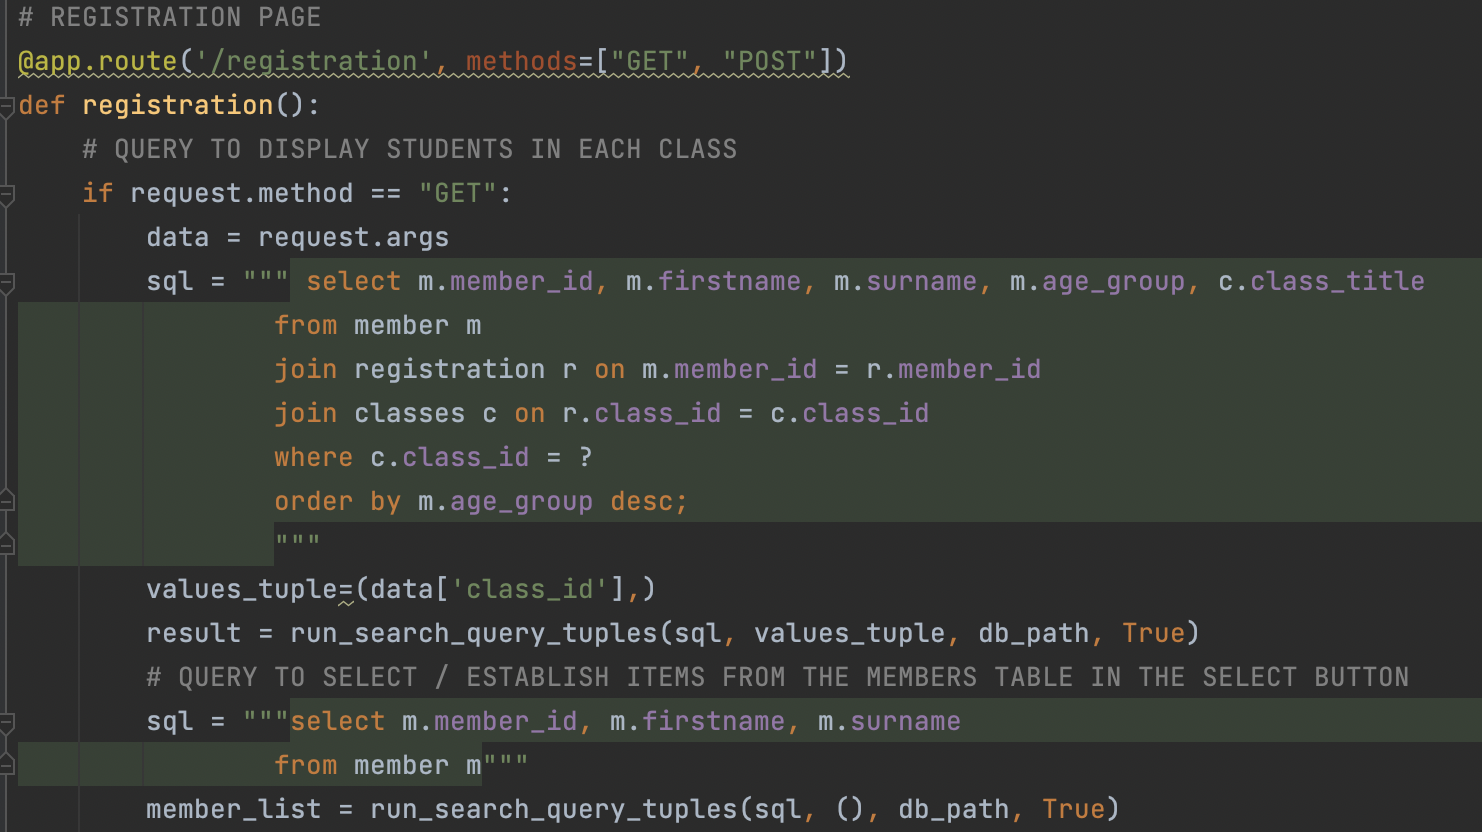 # REGISTRATION PAGE
@app.route('/registration', methods=["GET", "POST"])
def registration():
    # QUERY TO DISPLAY STUDENTS IN EACH CLASS
    if request.method == "GET":
        data = request.args
        sql = """ select m.member_id, m.firstname, m.surname, m.age_group, c.class_title
                from member m
                join registration r on m.member_id = r.member_id
                join classes c on r.class_id = c.class_id
                where c.class_id = ?
                order by m.age_group desc;
                """
        values_tuple=(data['class_id'],)
        result = run_search_query_tuples(sql, values_tuple, db_path, True)
        # QUERY TO SELECT / ESTABLISH ITEMS FROM THE MEMBERS TABLE IN THE SELECT BUTTON
        sql = """select m.member_id, m.firstname, m.surname
                from member m"""
        member_list = run_search_query_tuples(sql, (), db_path, True)